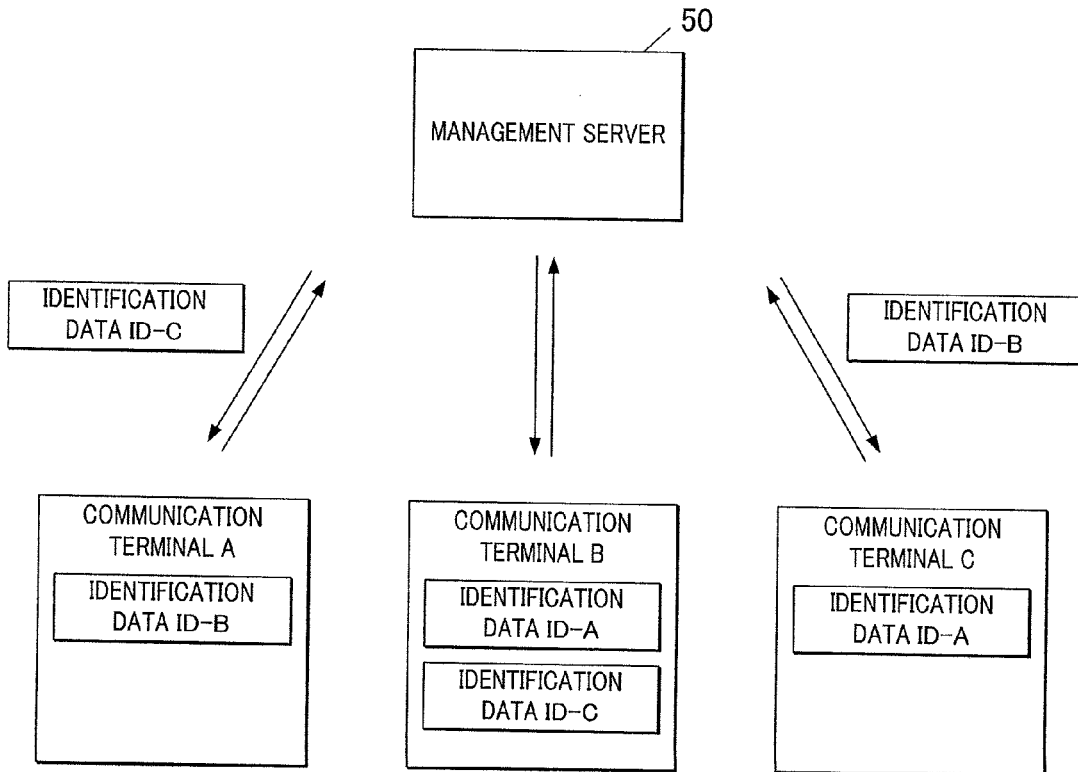 50
MANAGEMENT SERVER
IDENTIFICATION
DATA ID-C
IDENTIFICATION
DATA ID-B
COMMUNICATION
TERMINAL A
IDENTIFICATION
DATA ID-B
COMMUNICATION
TERMINAL B
IDENTIFICATION
DATA ID-A
IDENTIFICATION
DATA ID-C
COMMUNICATION
TERMINAL C
IDENTIFICATION
DATA ID-A